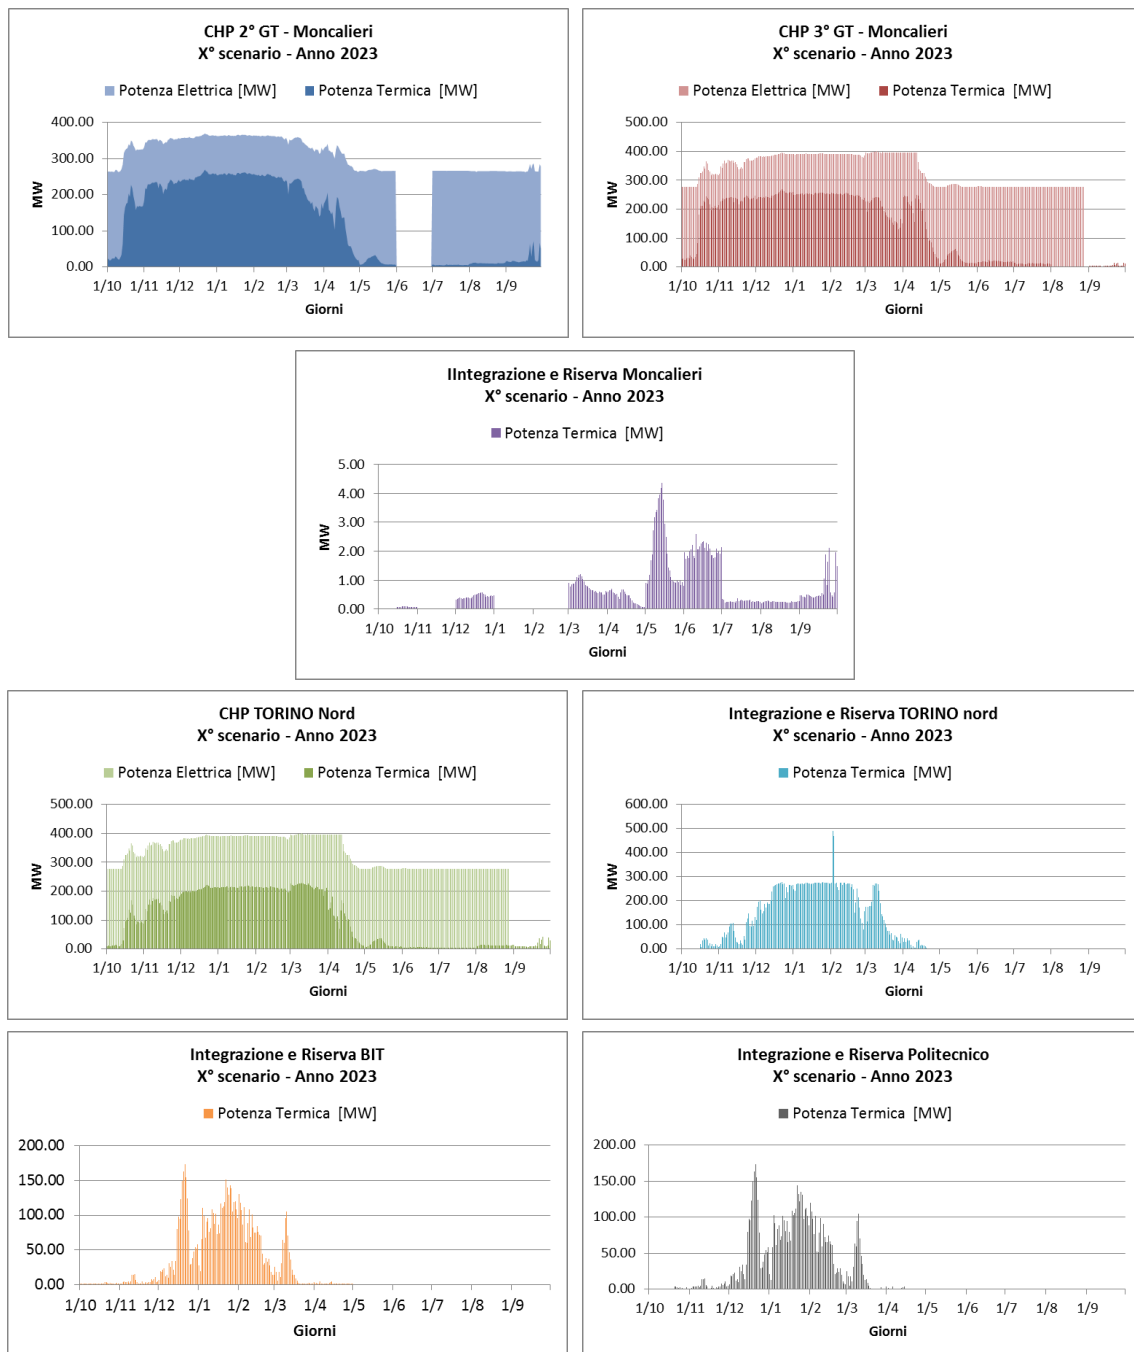 CHP 2° GT - Moncalieri
X° scenario - Anno 2023
Potenza Elettrica [MW] Potenza Termica [MW]
400.00
300.00
200.00
100.00
0.00
MW
1/10 1/11 1/12 1/1 1/2 1/3 1/4 1/5 1/6 1/7 1/8 1/9
Giorni
CHP 3° GT - Moncalieri
X° scenario - Anno 2023
Potenza Elettrica [MW] Potenza Termica [MW]
500.00
400.00
300.00
200.00
100.00
0.00
MW
1/10 1/11 1/12 1/1 1/2 1/3 1/4 1/5 1/6 1/7 1/8 1/9
Giorni
IIntegrazione e Riserva Moncalieri
X° scenario - Anno 2023
Potenza Termica [MW]
5.00
4.00
3.00
2.00
1.00
0.00
MW
1/10 1/11 1/12 1/1 1/2 1/3 1/4 1/5 1/6 1/7 1/8 1/9
Giorni
CHP TORINO Nord
X° scenario - Anno 2023
Potenza Elettrica [MW] Potenza Termica [MW]
500.00
400.00
300.00
200.00
100.00
0.00
MW
1/10 1/11 1/12 1/1 1/2 1/3 1/4 1/5 1/6 1/7 1/8 1/9
Giorni
Integrazione e Riserva TORINO nord
X° scenario - Anno 2023
Potenza Termica [MW]
600.00
500.00
400.00
300.00
200.00
100.00
0.00
MW
1/10 1/11 1/12 1/1 1/2 1/3 1/4 1/5 1/6 1/7 1/8 1/9
Giorni
Integrazione e Riserva BIT
X° scenario - Anno 2023
Potenza Termica [MW]
200.00
150.00
100.00
50.00
0.00
1/10 1/11 1/12 1/1 1/2 1/3 1/4 1/5 1/6 1/7 1/8 1/9
Giorni
Integrazione e Riserva Politecnico
X° scenario - Anno 2023
Potenza Termica [MW]
200.00
150.00
100.00
50.00
0.00
1/10 1/11 1/12 1/1 1/2 1/3 1/4 1/5 1/6 1/7 1/8 1/9
Giorni